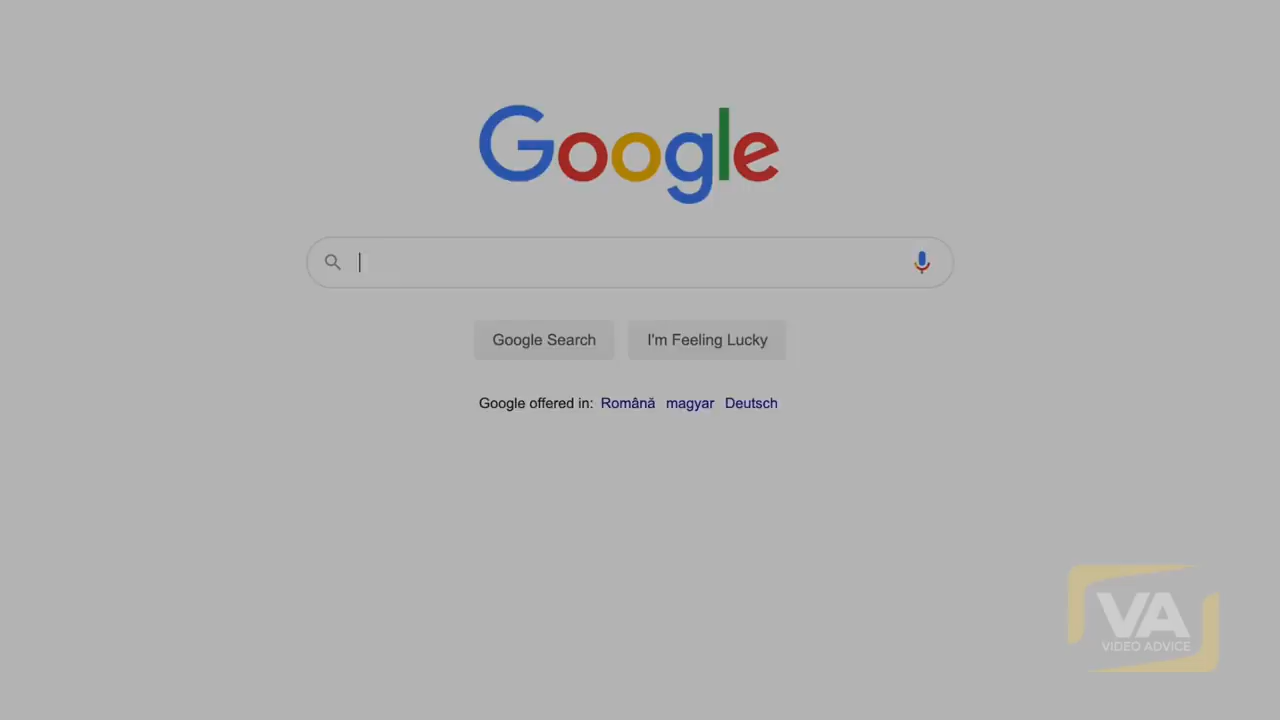 Google
Google Search
I'm Feeling Lucky
Google offered in: Română magyar Deutsch
VA
VIDEO ADVICE